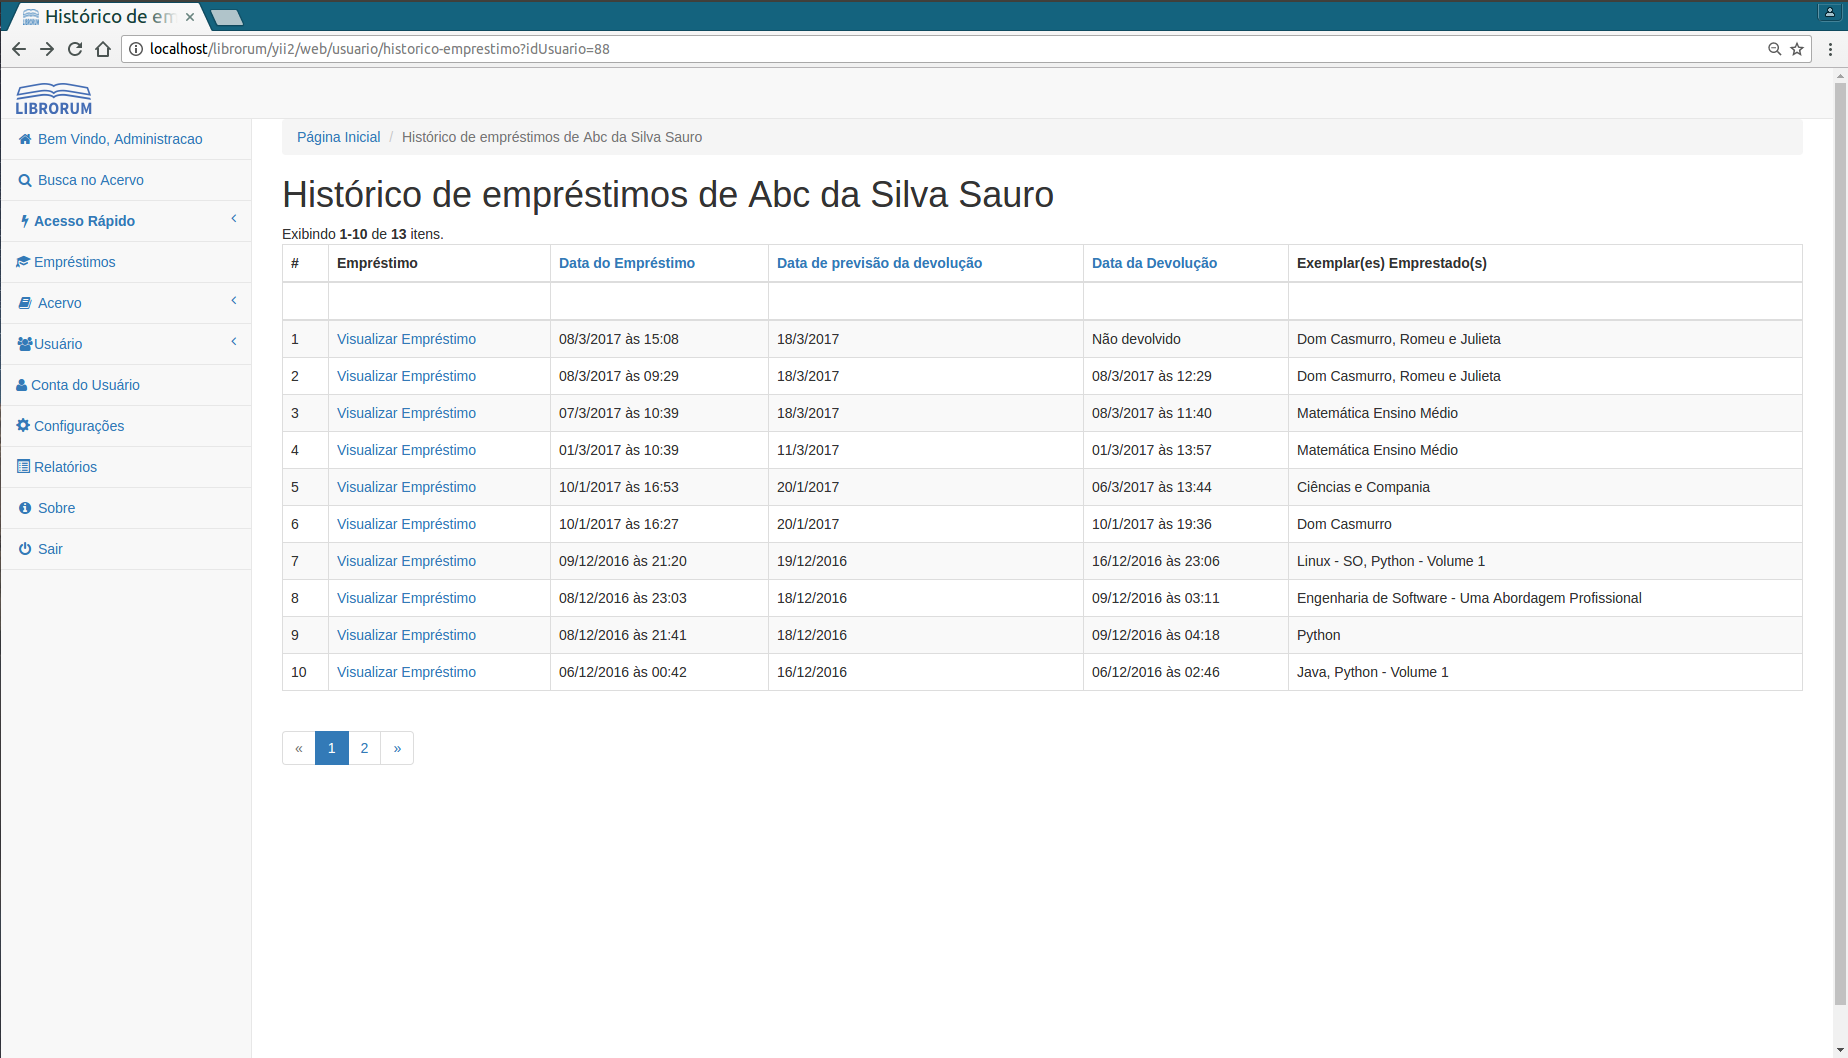 Histórico de em
localhost/librorum/yii2/web/usuario/historico-emprestimo?idUsuario=88
LIBRORUM
Bem Vindo, Administracao
Busca no Acervo
Acesso Rápido
Empréstimos
Acervo
Usuário
Conta do Usuário
Configurações
Relatórios
Sobre
Sair
Página Inicial / Histórico de empréstimos de Abc da Silva Sauro
Histórico de empréstimos de Abc da Silva Sauro
Exibindo 1-10 de 13 itens.
# Empréstimo Data do Empréstimo Data de previsão da devolução Data da Devolução Exemplar(es) Emprestado(s)
1 Visualizar Empréstimo 08/3/2017 às 15:08 18/3/2017 Não devolvido Dom Casmurro, Romeu e Julieta
2 Visualizar Empréstimo 08/3/2017 às 09:29 18/3/2017 08/3/2017 às 12:29 Dom Casmurro, Romeu e Julieta
3 Visualizar Empréstimo 07/3/2017 às 10:39 18/3/2017 08/3/2017 às 11:40 Matemática Ensino Médio
4 Visualizar Empréstimo 01/3/2017 às 10:39 11/3/2017 01/3/2017 às 13:57 Matemática Ensino Médio
5 Visualizar Empréstimo 10/1/2017 às 16:53 20/1/2017 06/3/2017 às 13:44 Ciências e Compania
6 Visualizar Empréstimo 10/1/2017 às 16:27 20/1/2017 10/1/2017 às 19:36 Dom Casmurro
7 Visualizar Empréstimo 09/12/2016 às 21:20 19/12/2016 16/12/2016 às 23:06 Linux - SO, Python - Volume 1
8 Visualizar Empréstimo 08/12/2016 às 23:03 18/12/2016 09/12/2016 às 03:11 Engenharia de Software - Uma Abordagem Profissional
9 Visualizar Empréstimo 08/12/2016 às 21:41 18/12/2016 09/12/2016 às 04:18 Python
10 Visualizar Empréstimo 06/12/2016 às 00:42 16/12/2016 06/12/2016 às 02:46 Java, Python - Volume 1
« 1 2 »